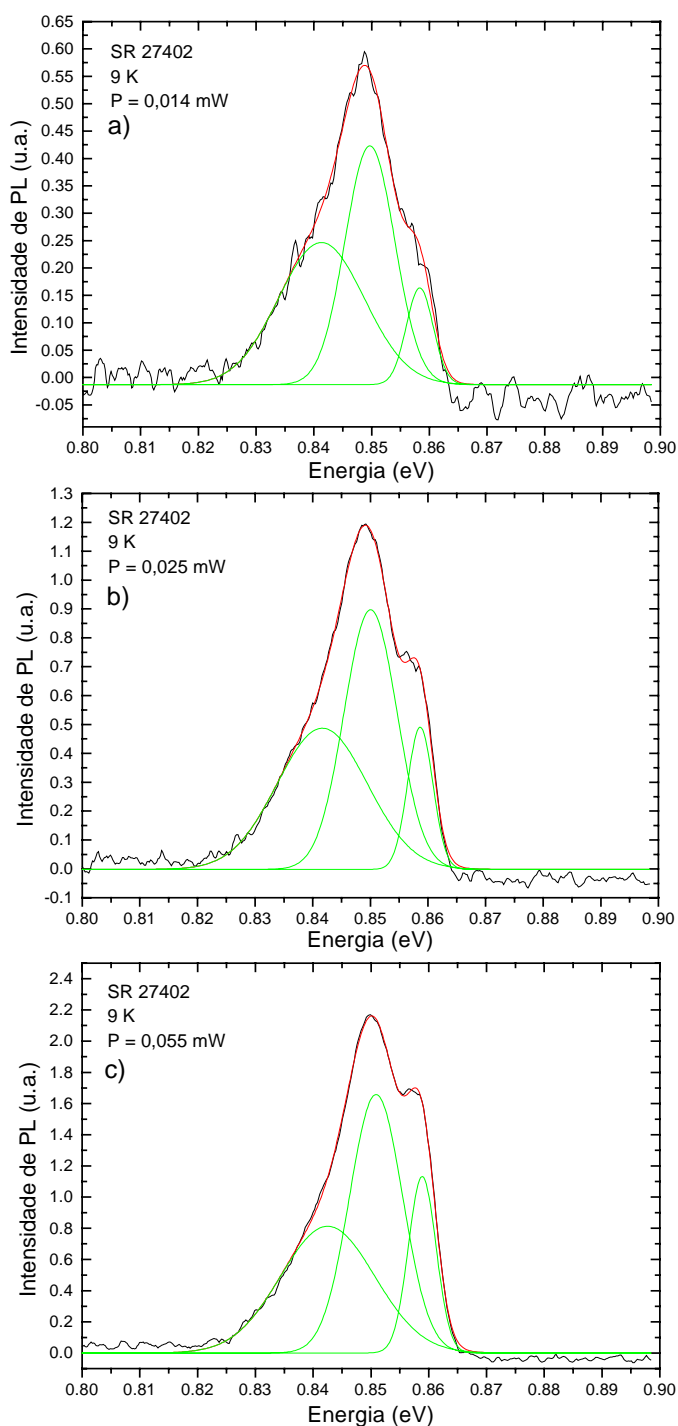 0.65
0.60
0.55
0.50
0.45
0.40
0.35
0.30
0.25
0.20
0.15
0.10
0.05
0.00
-0.05
Intensidade de PL (u.a.)
SR 27402
9 K
P = 0,014 mW
a)
0.80 0.81 0.82 0.83 0.84 0.85 0.86 0.87 0.88 0.89 0.90
Energia (eV)
1.3
1.2
1.1
1.0
0.9
0.8
0.7
0.6
0.5
0.4
0.3
0.2
0.1
0.0
-0.1
Intensidade de PL (u.a.)
SR 27402
9 K
P = 0,025 mW
b)
0.80 0.81 0.82 0.83 0.84 0.85 0.86 0.87 0.88 0.89 0.90
Energia (eV)
2.4
2.2
2.0
1.8
1.6
1.4
1.2
1.0
0.8
0.6
0.4
0.2
0.0
Intensidade de PL (u.a.)
SR 27402
9 K
P = 0,055 mW
c)
0.80 0.81 0.82 0.83 0.84 0.85 0.86 0.87 0.88 0.89 0.90
Energia (eV)